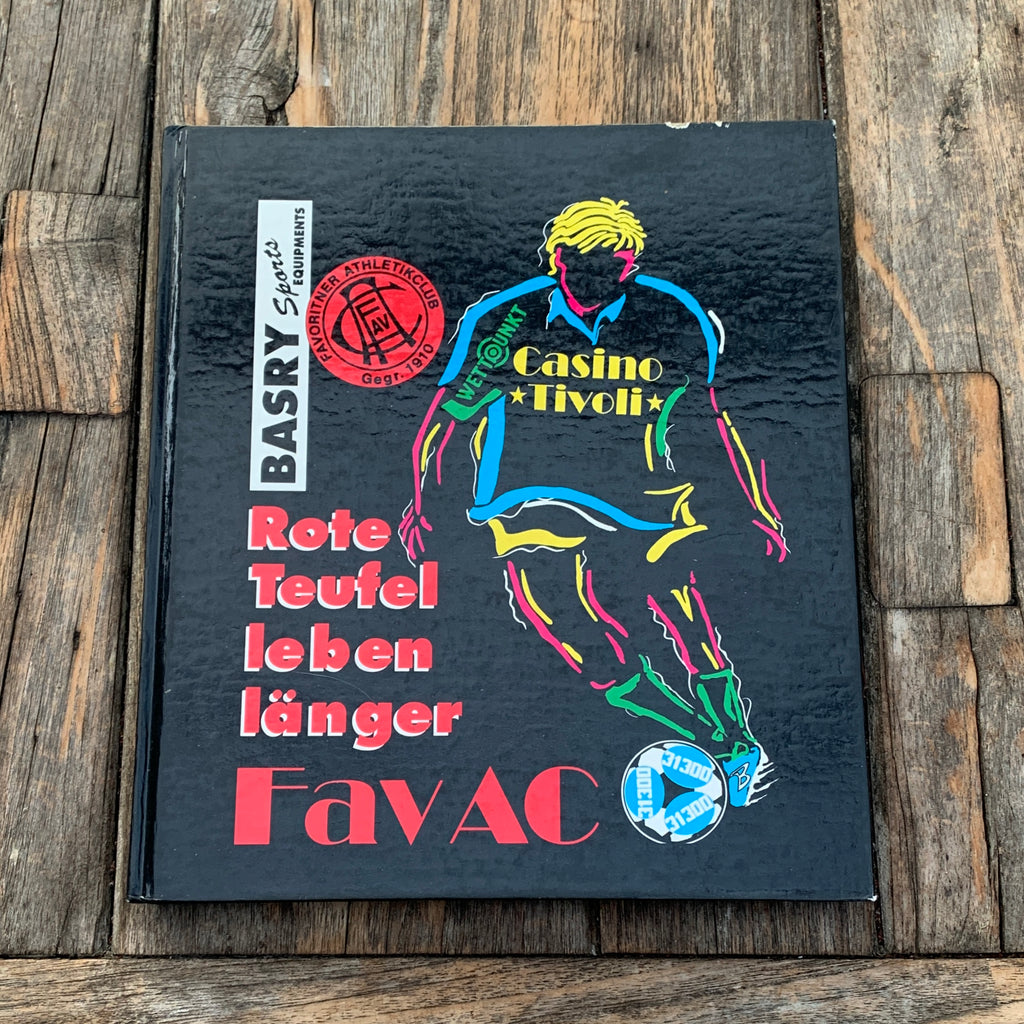 BASRY Sports
EQUIPMENTS
FAVORITNER ATHLETIKCLUB
FAV AC
Gegr. 1910
WETTPUNKT
Casino
★Tivoli★
Rote
Teufel
leben
länger
FavAC
31300
31300
31300
B